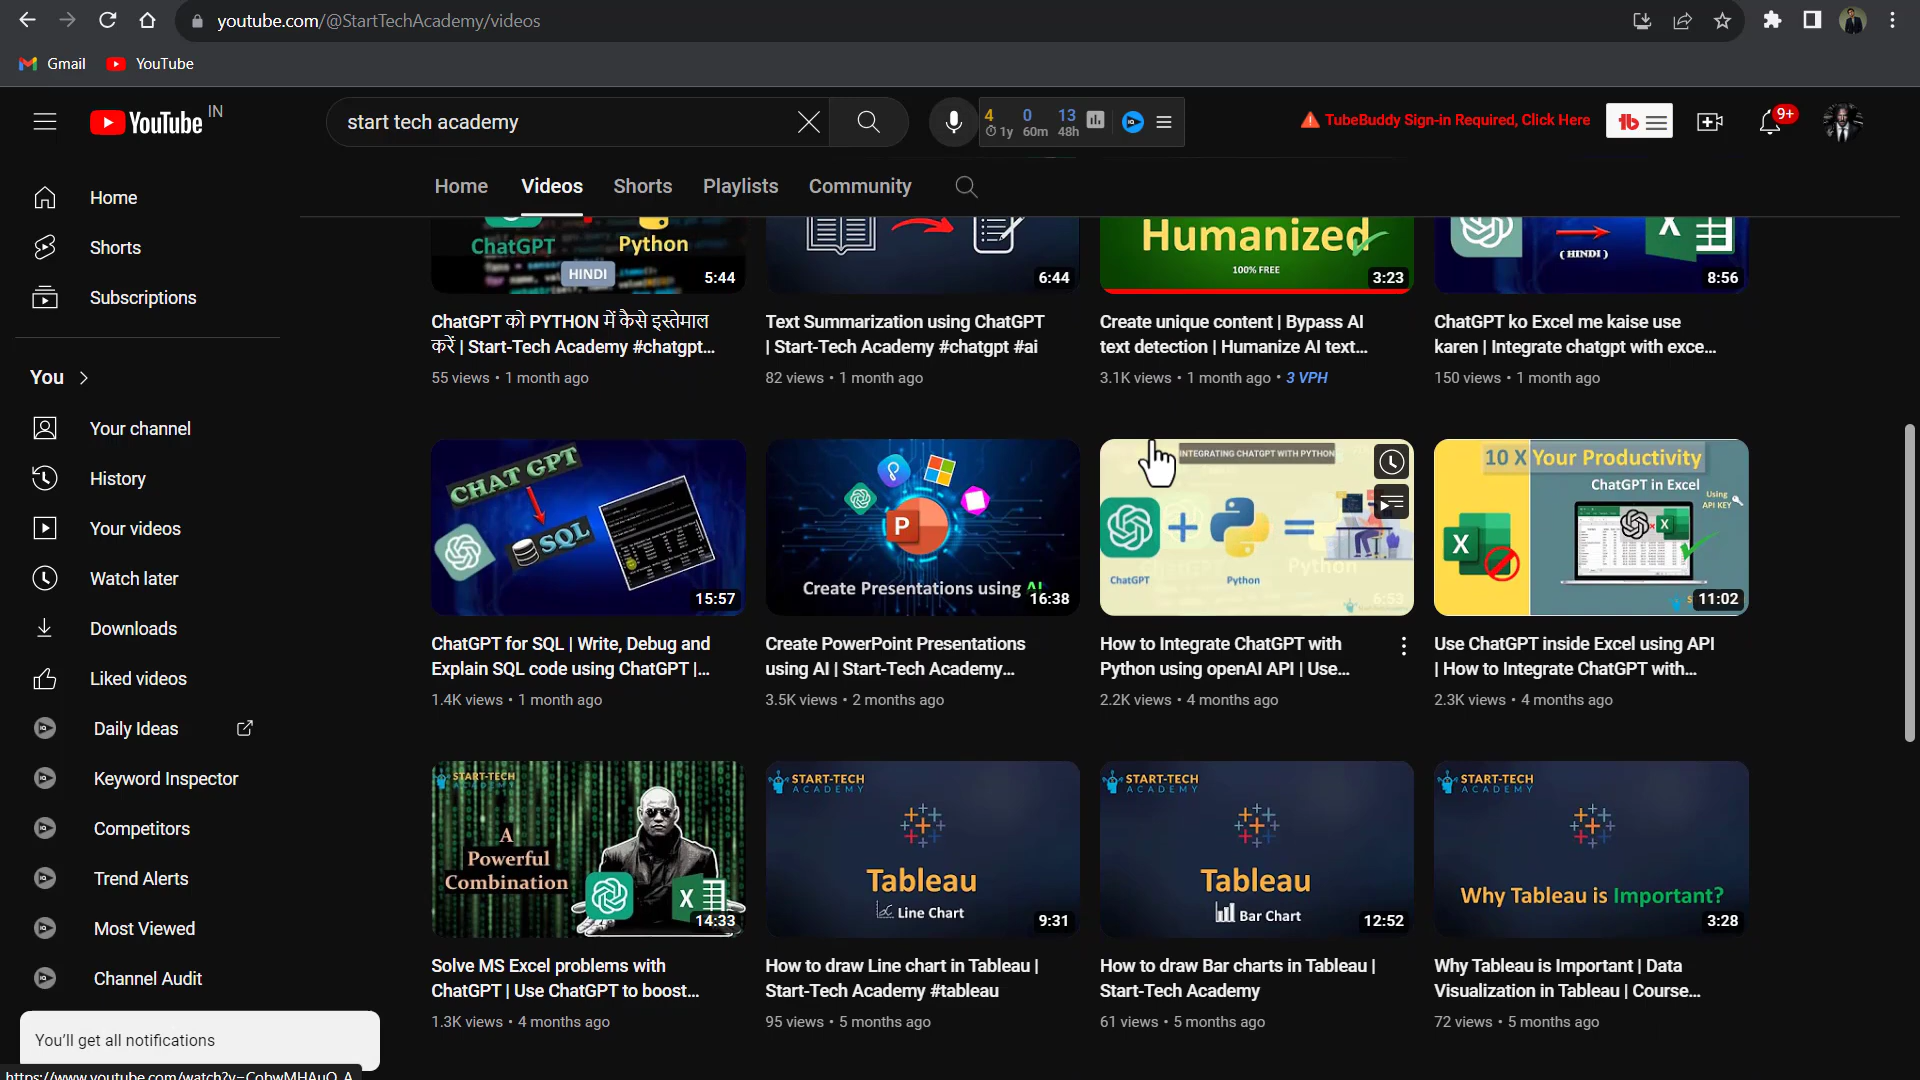 youtube.com/@StartTechAcademy/videos
Gmail
YouTube
YouTube IN
start tech academy
4 0 13
1y 60m 48h
TubeBuddy Sign-in Required, Click Here
9+
Home
Shorts
Subscriptions
You
Your channel
History
Your videos
Watch later
Downloads
Liked videos
Daily Ideas
Keyword Inspector
Competitors
Trend Alerts
Most Viewed
Channel Audit
You'll get all notifications
Home Videos Shorts Playlists Community
ChatGPT Python
HINDI
5:44
ChatGPT को PYTHON में कैसे इस्तेमाल
करें | Start-Tech Academy #chatgpt...
55 views • 1 month ago
6:44
Text Summarization using ChatGPT
| Start-Tech Academy #chatgpt #ai
82 views • 1 month ago
Humanized
100% FREE
3:23
Create unique content | Bypass AI
text detection | Humanize AI text...
3.1K views • 1 month ago • 3 VPH
( HINDI )
8:56
ChatGPT ko Excel me kaise use
karen | Integrate chatgpt with exce...
150 views • 1 month ago
CHAT GPT
SQL
15:57
ChatGPT for SQL | Write, Debug and
Explain SQL code using ChatGPT |...
1.4K views • 1 month ago
P
Create Presentations using AI
16:38
Create PowerPoint Presentations
using AI | Start-Tech Academy...
3.5K views • 2 months ago
INTEGRATING CHATGPT WITH PYTHON
+ =
ChatGPT Python
Python
6:53
How to Integrate ChatGPT with
Python using openAI API | Use...
2.2K views • 4 months ago
10 X Your Productivity
ChatGPT in Excel
Using
API KEY
X
X
11:02
Use ChatGPT inside Excel using API
| How to Integrate ChatGPT with...
2.3K views • 4 months ago
START-TECH
ACADEMY
A
Powerful
Combination
X
14:33
Solve MS Excel problems with
ChatGPT | Use ChatGPT to boost...
1.3K views • 4 months ago
START-TECH
ACADEMY
Tableau
Line Chart
9:31
How to draw Line chart in Tableau |
Start-Tech Academy #tableau
95 views • 5 months ago
START-TECH
ACADEMY
Tableau
Bar Chart
12:52
How to draw Bar charts in Tableau |
Start-Tech Academy
61 views • 5 months ago
START-TECH
ACADEMY
Why Tableau is Important?
3:28
Why Tableau is Important | Data
Visualization in Tableau | Course...
72 views • 5 months ago